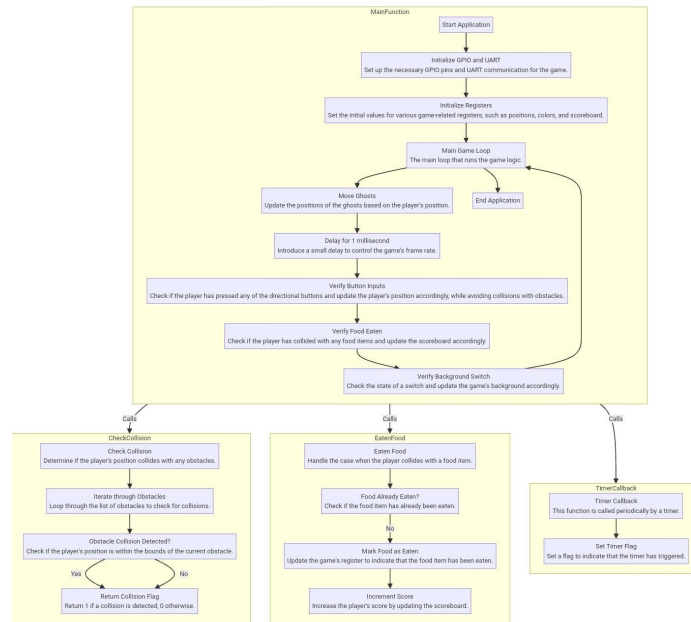 MainFunction
Start Application
Initialize GPIO and UART
Set up the necessary GPIO pins and UART communication for the game.
Initialize Registers
Set the initial values for various game-related registers, such as positions, colors, and scoreboard.
Main Game Loop
The main loop that runs the game logic.
Move Ghosts
Update the positions of the ghosts based on the player's position.
End Application
Delay for 1 millisecond
Introduce a small delay to control the game's frame rate.
Verify Button Inputs
Check if the player has pressed any of the directional buttons and update the player's position accordingly, while avoiding collisions with obstacles.
Verify Food Eaten
Check if the player has collided with any food items and update the scoreboard accordingly.
Verify Background Switch
Check the state of a switch and update the game's background accordingly.
Calls
Calls
Calls
CheckCollision
Check Collision
Determine if the player's position collides with any obstacles.
Iterate through Obstacles
Loop through the list of obstacles to check for collisions.
Obstacle Collision Detected?
Check if the player's position is within the bounds of the current obstacle.
Yes
No
Return Collision Flag
Return 1 if a collision is detected, 0 otherwise.
EatenFood
Eaten Food
Handle the case when the player collides with a food item.
Food Already Eaten?
Check if the food item has already been eaten.
No
Mark Food as Eaten
Update the game's register to indicate that the food item has been eaten.
Increment Score
Increase the player's score by updating the scoreboard.
TimerCallback
Timer Callback
This function is called periodically by a timer.
Set Timer Flag
Set a flag to indicate that the timer has triggered.